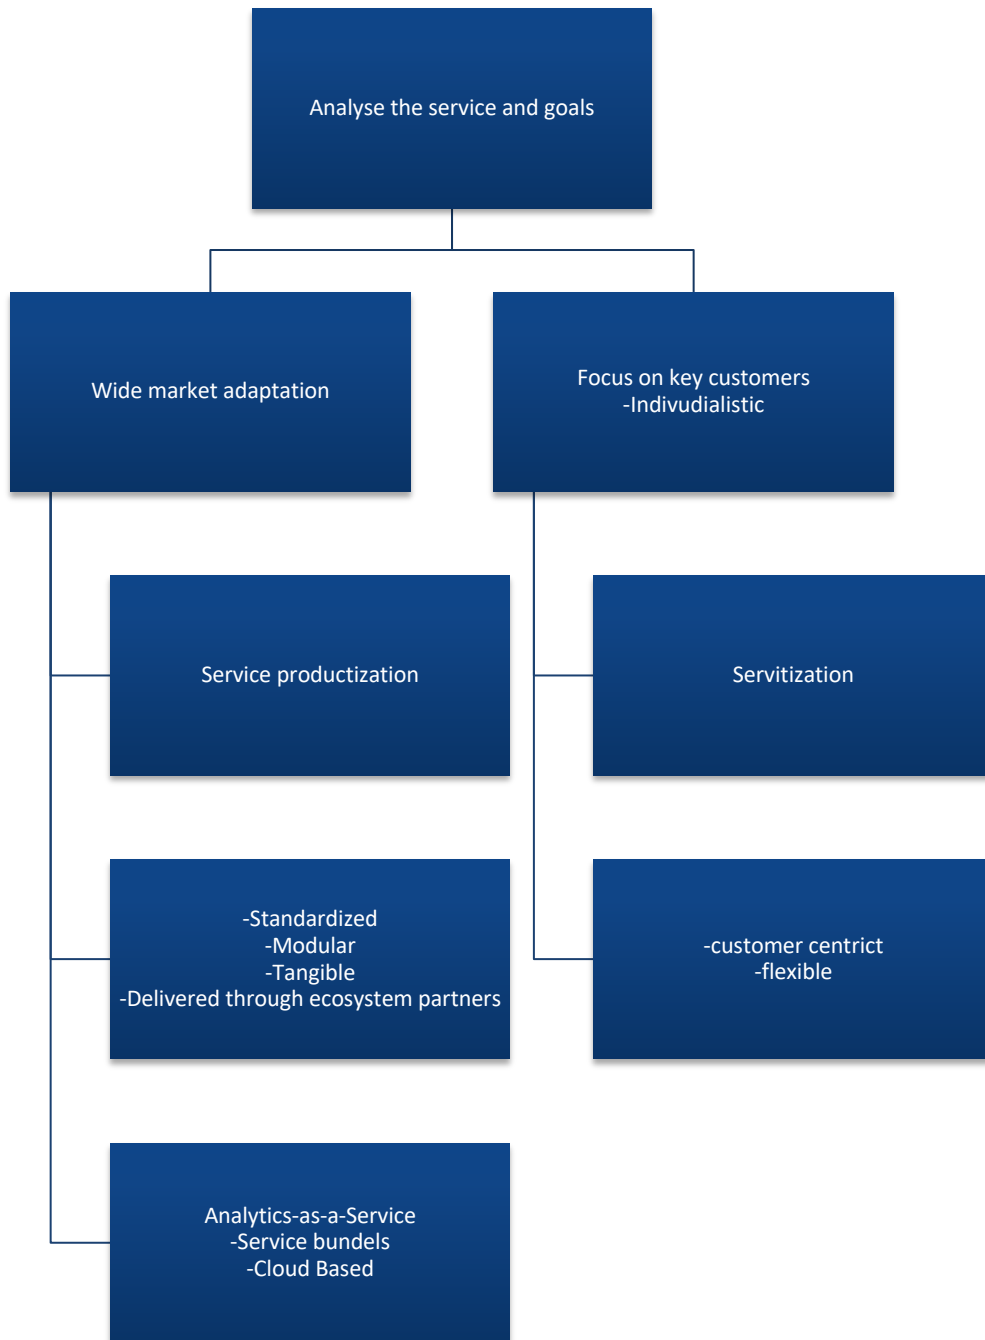 Analyse the service and goals
Wide market adaptation
Focus on key customers
-Indivudialistic
Service productization
Servitization
-Standardized
-Modular
-Tangible
-Delivered through ecosystem partners
-customer centrict
-flexible
Analytics-as-a-Service
-Service bundels
-Cloud Based